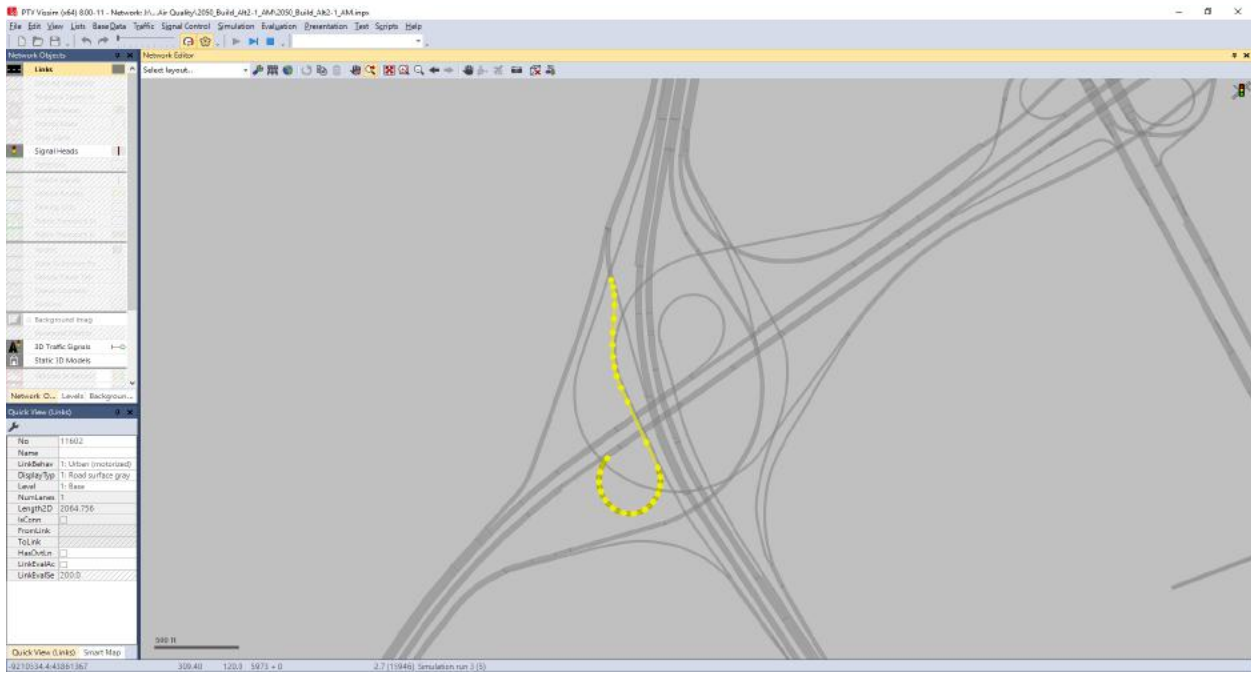 PTV Vissim (x64) 8.00-11 - Network: J:\...Air Quality\2050_Build_Alt2-1_AM\2050_Build_Alt2-1_AM.inpx
File Edit View Lists Base Data Traffic Signal Control Simulation Evaluation Presentation Test Scripts Help
Network Objects
Network Editor
Links
Select layout...
Signal Heads
Background Imag
3D Traffic Signals
Static 3D Models
Network O... Levels Backgroun...
Quick View (Links)
No 11602
Name
LinkBehav 1: Urban (motorized)
DisplayTyp 1: Road surface gray
Level 1: Base
NumLanes 1
Length2D 2064.756
IsConn
FromLink
ToLink
HasOvtLn
LinkEvalAc
LinkEvalSe 200.0
500 ft
Quick View (Links) Smart Map
309.40 120.0 5973 + 0 2.7 (11946) Simulation run 3 (5)